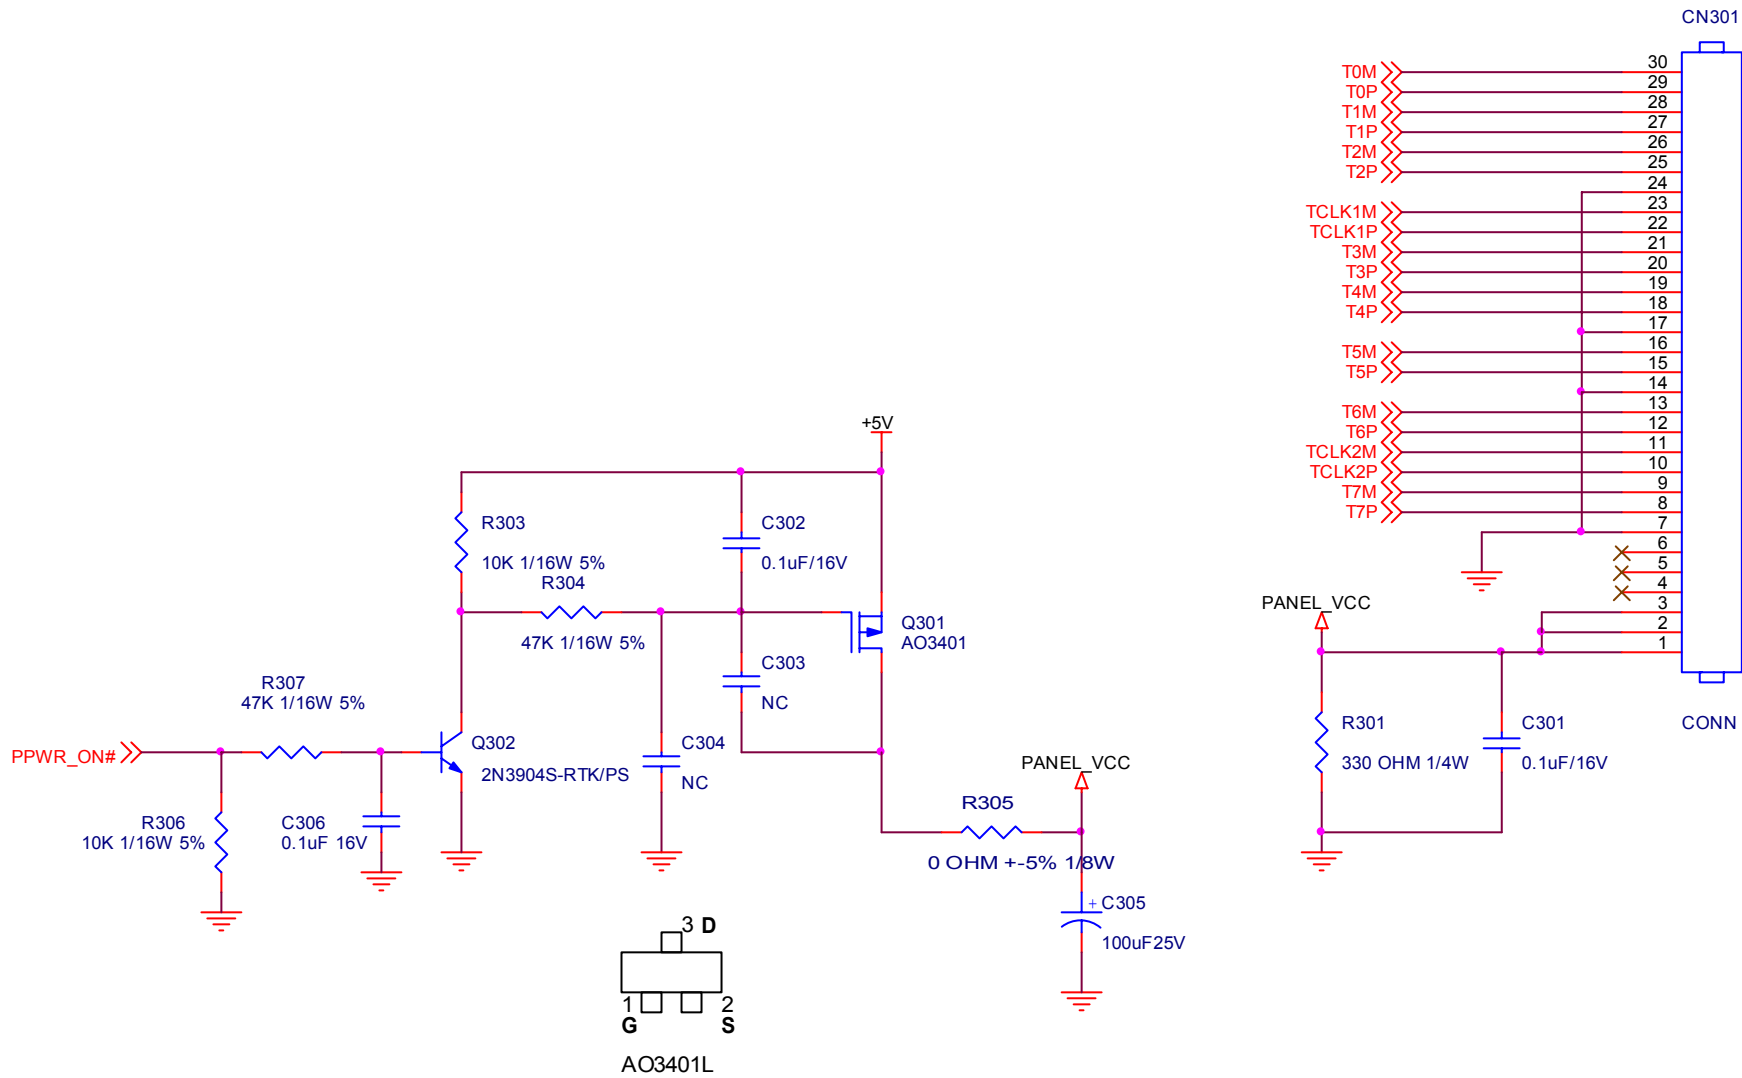 CN301
T0M 30
T0P 29
T1M 28
T1P 27
T2M 26
T2P 25
24
TCLK1M 23
TCLK1P 22
T3M 21
T3P 20
T4M 19
T4P 18
17
T5M 16
T5P 15
14
T6M 13
T6P 12
TCLK2M 11
TCLK2P 10
T7M 9
T7P 8
7
6
5
4
3
2
1
CONN
+5V
R303
10K 1/16W 5%
C302
0.1uF/16V
R304
47K 1/16W 5%
Q301
AO3401
C303
NC
R307
47K 1/16W 5%
PPWR_ON#
Q302
2N3904S-RTK/PS
C304
NC
R306
10K 1/16W 5%
C306
0.1uF 16V
PANEL_VCC
R305
0 OHM +-5% 1/8W
+ C305
100uF25V
PANEL_VCC
R301
330 OHM 1/4W
C301
0.1uF/16V
3 D
1 2
G S
AO3401L